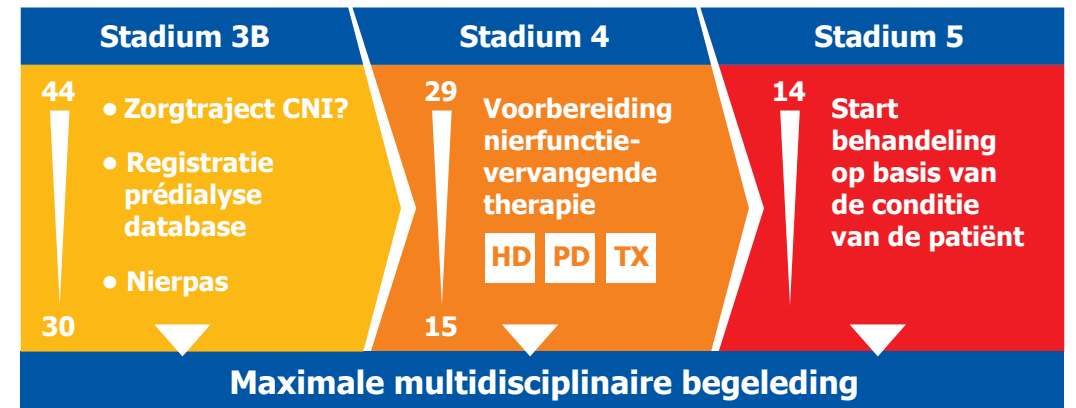 Stadium 3B
Stadium 4
Stadium 5
44
• Zorgtraject CNI?
• Registratie
prédialyse
database
• Nierpas
30
29
Voorbereiding
nierfunctie-
vervangende
therapie
HD PD TX
15
14
Start
behandeling
op basis van
de conditie
van de patiënt
Maximale multidisciplinaire begeleding